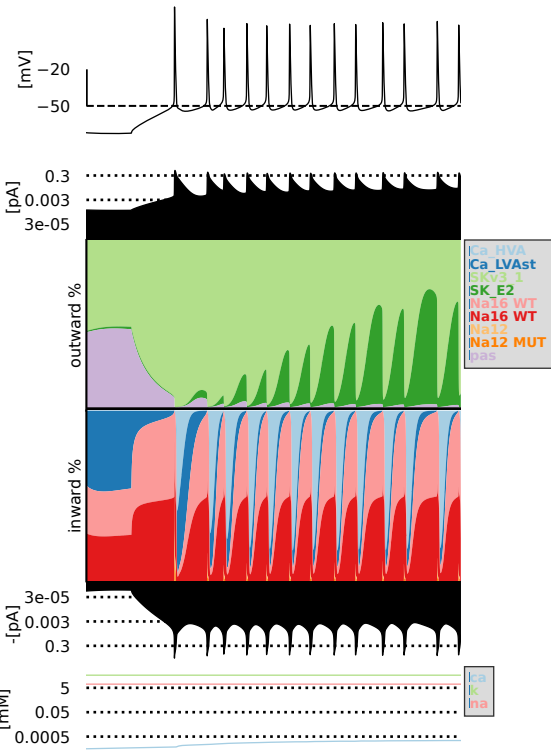 [mV]
−20
−50
[pA]
0.3
0.003
3e-05
outward %
Ca_HVA
Ca_LVAst
SKv3_1
SK_E2
Na16 WT
Na16 WT
Na12
Na12 MUT
pas
inward %
-[pA]
3e-05
0.003
0.3
[mM]
5
0.05
0.0005
ca
k
na